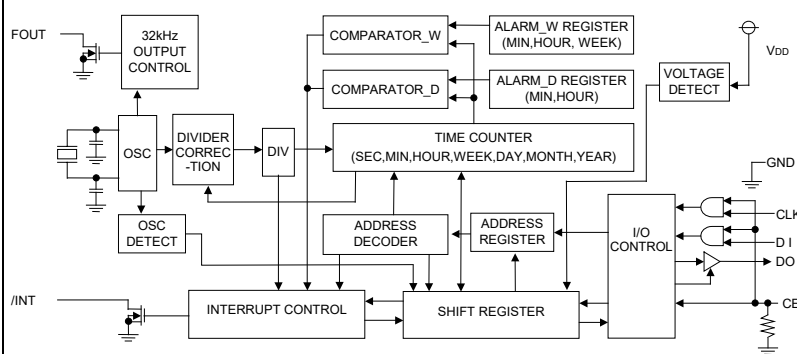 FOUT
32kHz
OUTPUT
CONTROL
COMPARATOR_W
ALARM_W REGISTER
(MIN,HOUR, WEEK)
COMPARATOR_D
ALARM_D REGISTER
(MIN,HOUR)
VDD
VOLTAGE
DETECT
OSC
DIVIDER
CORREC
-TION
DIV
TIME COUNTER
(SEC,MIN,HOUR,WEEK,DAY,MONTH,YEAR)
GND
OSC
DETECT
ADDRESS
DECODER
ADDRESS
REGISTER
I/O
CONTROL
CLK
D I
DO
/INT
INTERRUPT CONTROL
SHIFT REGISTER
CE